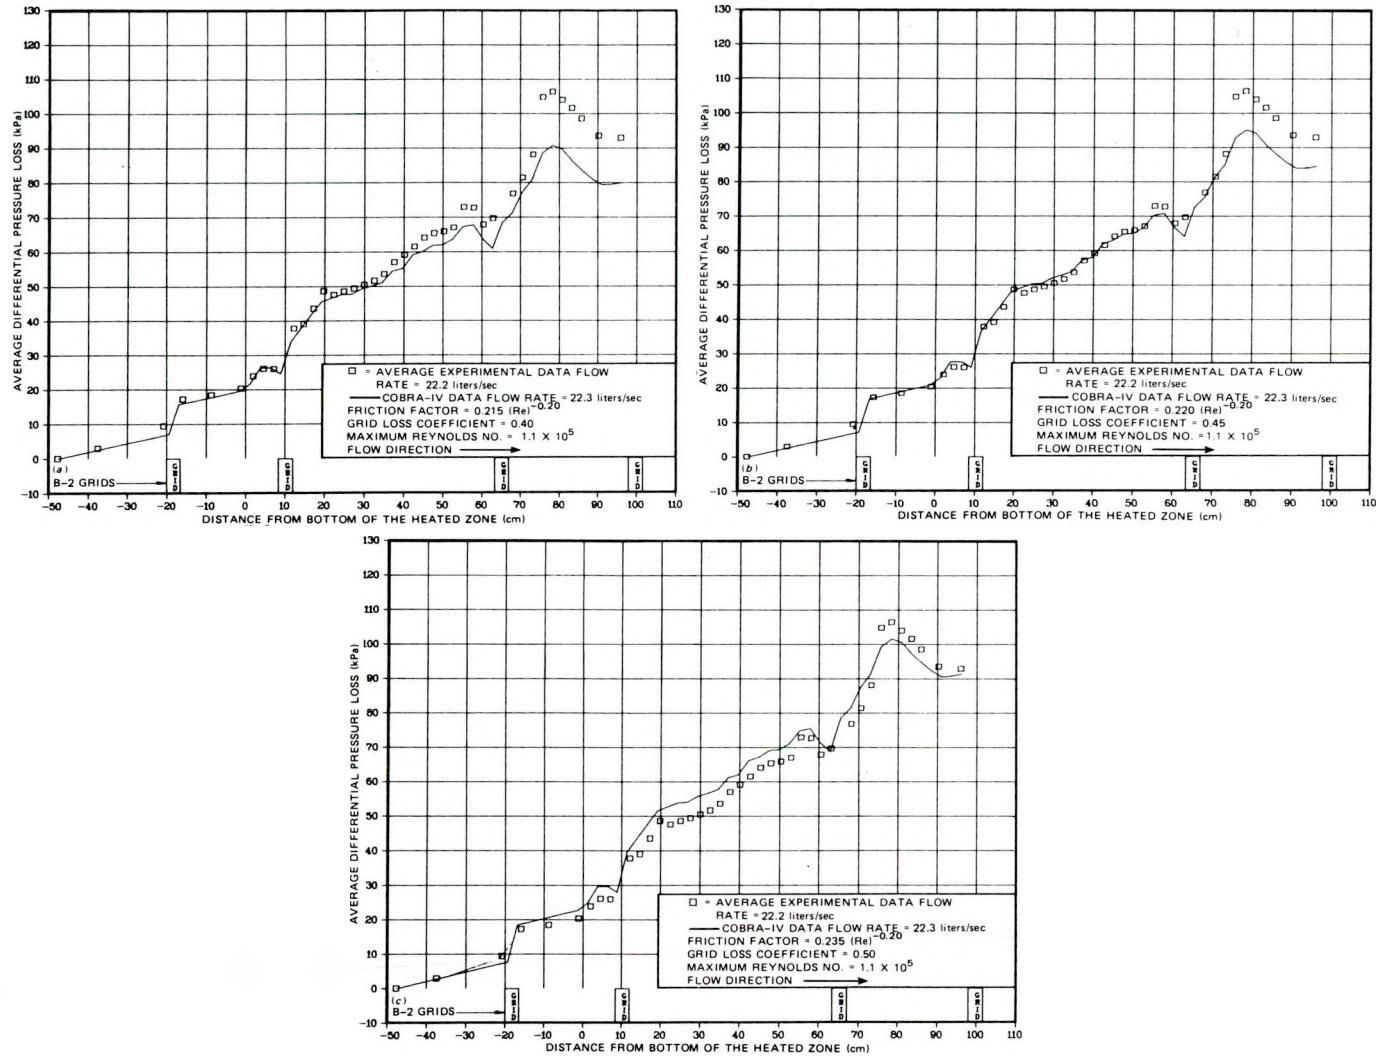 130
120
110
100
90
80
70
60
50
40
30
20
10
0
−10
AVERAGE DIFFERENTIAL PRESSURE LOSS (kPa)
□ = AVERAGE EXPERIMENTAL DATA FLOW
RATE = 22.2 liters/sec
COBRA–IV DATA FLOW RATE = 22.3 liters/sec
FRICTION FACTOR = 0.215 (Re)−0.20
GRID LOSS COEFFICIENT = 0.40
MAXIMUM REYNOLDS NO. = 1.1 X 10⁵
FLOW DIRECTION
(a)
B–2 GRIDS
GRID
GRID
GRID
GRID
−50 −40 −30 −20 −10 0 10 20 30 40 50 60 70 80 90 100 110
DISTANCE FROM BOTTOM OF THE HEATED ZONE (cm)
130
120
110
100
90
80
70
60
50
40
30
20
10
0
−10
AVERAGE DIFFERENTIAL PRESSURE LOSS (kPa)
□ = AVERAGE EXPERIMENTAL DATA FLOW
RATE = 22.2 liters/sec
COBRA–IV DATA FLOW RATE = 22.3 liters/sec
FRICTION FACTOR = 0.220 (Re)−0.20
GRID LOSS COEFFICIENT = 0.45
MAXIMUM REYNOLDS NO. = 1.1 X 10⁵
FLOW DIRECTION
(b)
B–2 GRIDS
GRID
GRID
GRID
GRID
−50 −40 −30 −20 −10 0 10 20 30 40 50 60 70 80 90 100 110
DISTANCE FROM BOTTOM OF THE HEATED ZONE (cm)
130
120
110
100
90
80
70
60
50
40
30
20
10
0
−10
AVERAGE DIFFERENTIAL PRESSURE LOSS (kPa)
□ = AVERAGE EXPERIMENTAL DATA FLOW
RATE = 22.2 liters/sec
COBRA–IV DATA FLOW RATE = 22.3 liters/sec
FRICTION FACTOR = 0.235 (Re)−0.20
GRID LOSS COEFFICIENT = 0.50
MAXIMUM REYNOLDS NO. = 1.1 X 10⁵
FLOW DIRECTION
(c)
B–2 GRIDS
GRID
GRID
GRID
GRID
−50 −40 −30 −20 −10 0 10 20 30 40 50 60 70 80 90 100 110
DISTANCE FROM BOTTOM OF THE HEATED ZONE (cm)